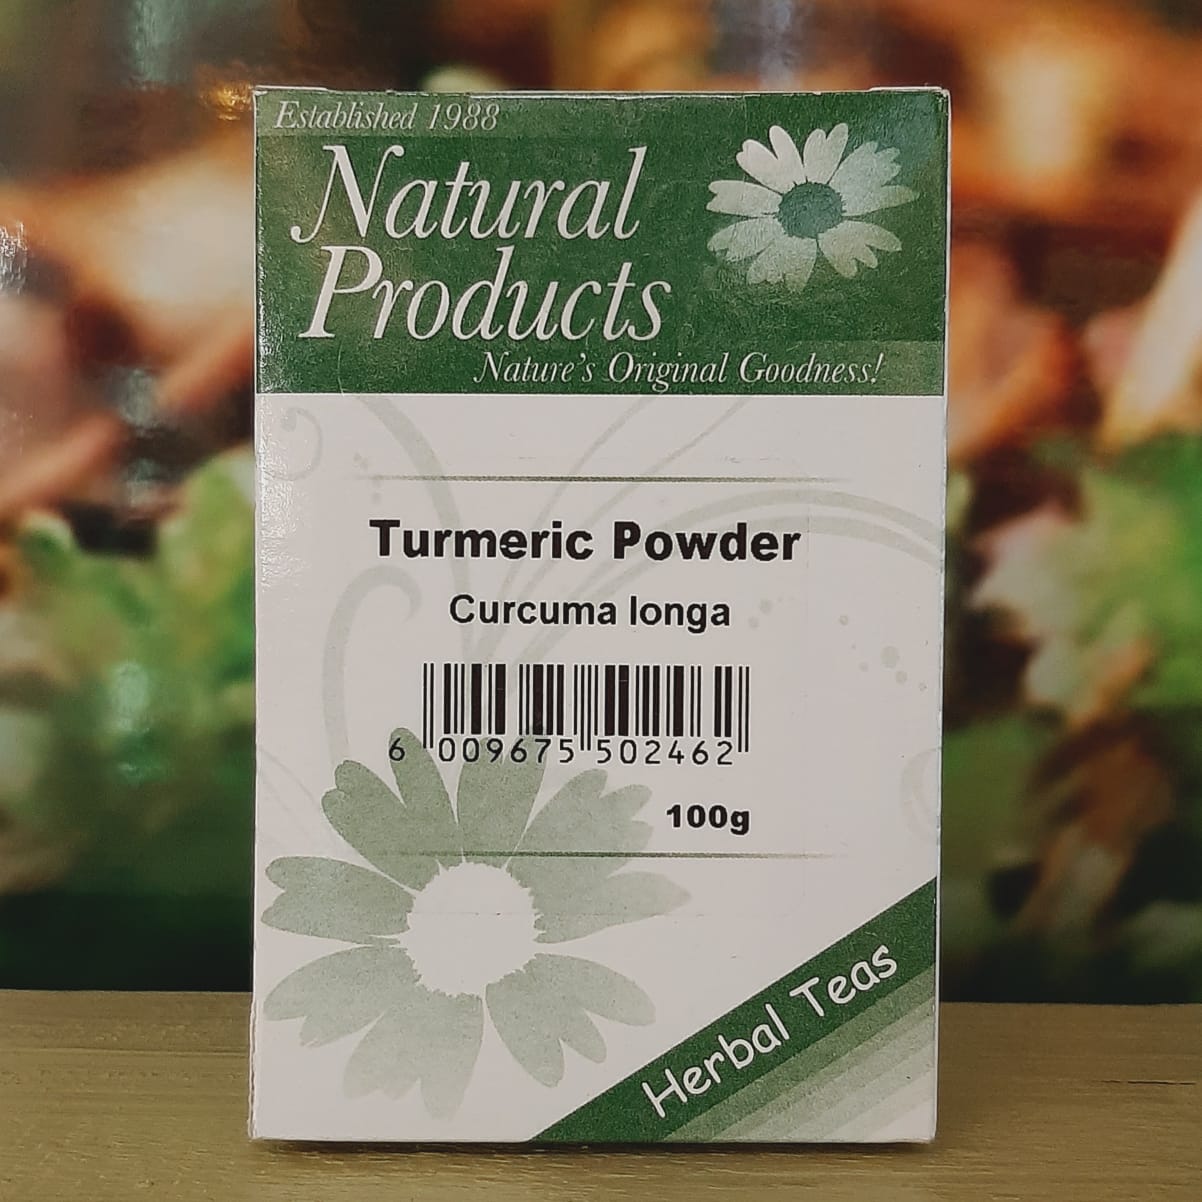 Established 1988
Natural
Products
Nature's Original Goodness!
Turmeric Powder
Curcuma longa
6 009675 502462
100g
Herbal Teas